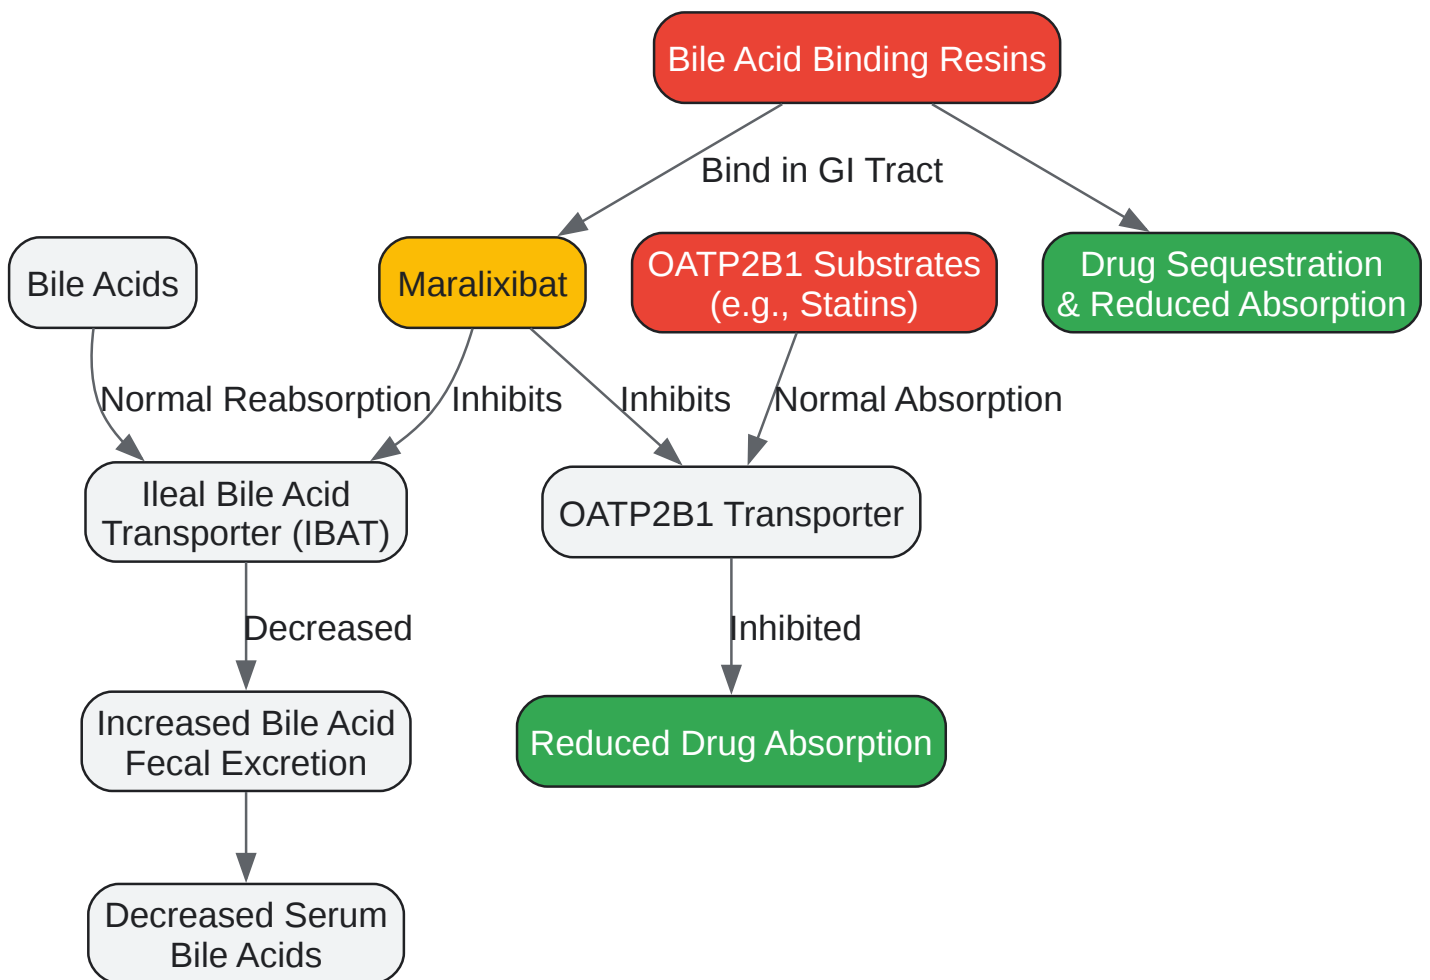 Bile Acid Binding Resins
Bind in GI Tract
Bile Acids
Maralixibat
OATP2B1 Substrates
(e.g., Statins)
Drug Sequestration
& Reduced Absorption
Normal Reabsorption
Inhibits
Inhibits
Normal Absorption
Ileal Bile Acid
Transporter (IBAT)
OATP2B1 Transporter
Decreased
Inhibited
Increased Bile Acid
Fecal Excretion
Reduced Drug Absorption
Decreased Serum
Bile Acids